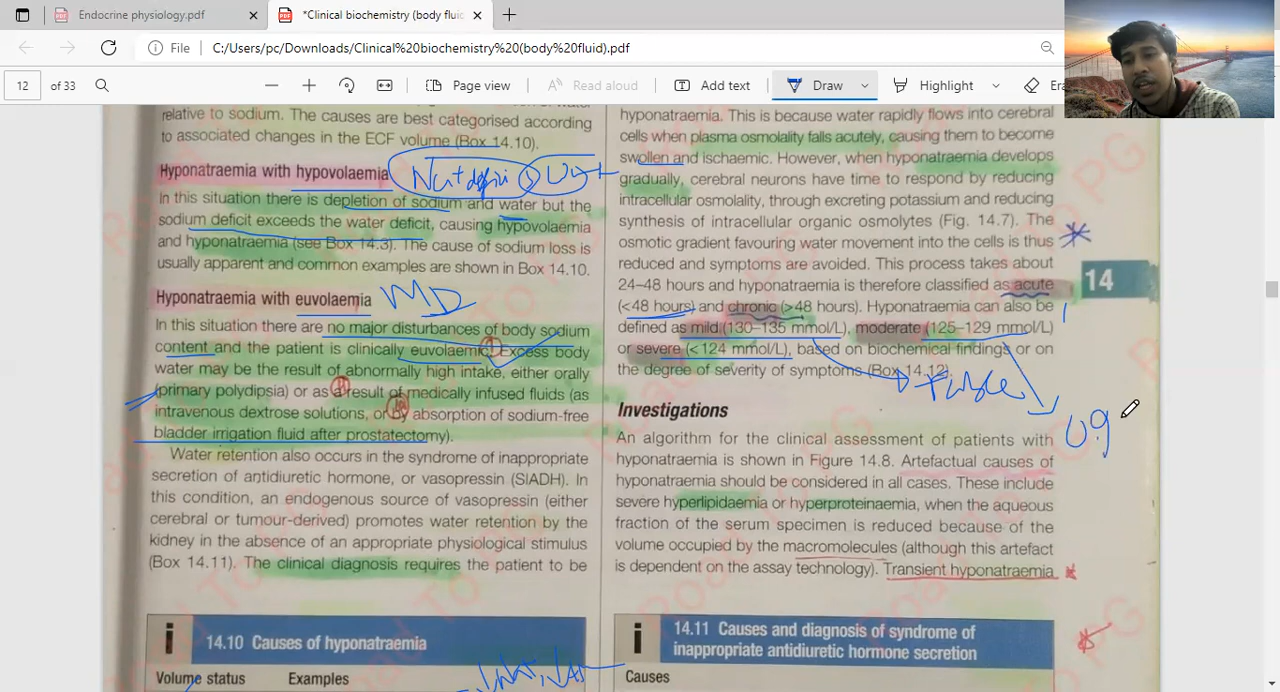 Endocrine physiology.pdf
*Clinical biochemistry (body fluid
File
C:/Users/pc/Downloads/Clinical%20biochemistry%20(body%20fluid).pdf
12 of 33
Page view
Read aloud
Add text
Draw
Highlight
Era
relative to sodium. The causes are best categorised according
to associated changes in the ECF volume (Box 14.10).
Hyponatraemia with hypovolaemia
In this situation there is depletion of sodium and water but the
sodium deficit exceeds the water deficit, causing hypovolaemia
and hyponatraemia (see Box 14.3). The cause of sodium loss is
usually apparent and common examples are shown in Box 14.10.
Hyponatraemia with euvolaemia
In this situation there are no major disturbances of body sodium
content and the patient is clinically euvolaemic. Excess body
water may be the result of abnormally high intake, either orally
(primary polydipsia) or as a result of medically infused fluids (as
intravenous dextrose solutions, or by absorption of sodium-free
bladder irrigation fluid after prostatectomy).
Water retention also occurs in the syndrome of inappropriate
secretion of antidiuretic hormone, or vasopressin (SIADH). In
this condition, an endogenous source of vasopressin (either
cerebral or tumour-derived) promotes water retention by the
kidney in the absence of an appropriate physiological stimulus
(Box 14.11). The clinical diagnosis requires the patient to be
14.10 Causes of hyponatraemia
Volume status Examples
hyponatraemia. This is because water rapidly flows into cerebral
cells when plasma osmolality falls acutely, causing them to become
swollen and ischaemic. However, when hyponatraemia develops
gradually, cerebral neurons have time to respond by reducing
intracellular osmolality, through excreting potassium and reducing
synthesis of intracellular organic osmolytes (Fig. 14.7). The
osmotic gradient favouring water movement into the cells is thus
reduced and symptoms are avoided. This process takes about
24–48 hours and hyponatraemia is therefore classified as acute
(<48 hours) and chronic (>48 hours). Hyponatraemia can also be
defined as mild (130–135 mmol/L), moderate (125–129 mmol/L)
or severe (<124 mmol/L), based on biochemical findings or on
the degree of severity of symptoms (Box 14.12).
14
Investigations
An algorithm for the clinical assessment of patients with
hyponatraemia is shown in Figure 14.8. Artefactual causes of
hyponatraemia should be considered in all cases. These include
severe hyperlipidaemia or hyperproteinaemia, when the aqueous
fraction of the serum specimen is reduced because of the
volume occupied by the macromolecules (although this artefact
is dependent on the assay technology). Transient hyponatraemia
14.11 Causes and diagnosis of syndrome of
inappropriate antidiuretic hormone secretion
Causes